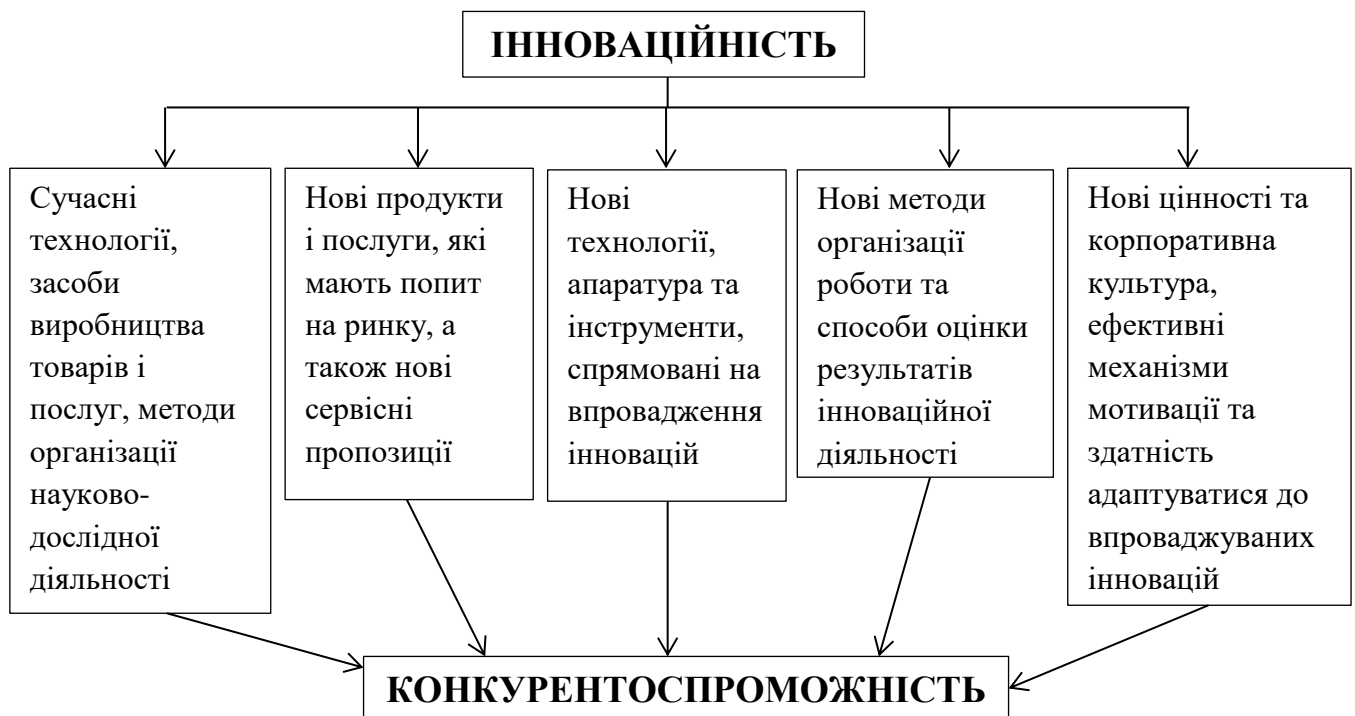 ІННОВАЦІЙНІСТЬ
Сучасні
технології,
засоби
виробництва
товарів і
послуг, методи
організації
науково-
дослідної
діяльності
Нові продукти
і послуги, які
мають попит
на ринку, а
також нові
сервісні
пропозиції
Нові
технології,
апаратура та
інструменти,
спрямовані на
впровадження
інновацій
Нові методи
організації
роботи та
способи оцінки
результатів
інноваційної
діяльності
Нові цінності та
корпоративна
культура,
ефективні
механізми
мотивації та
здатність
адаптуватися до
впроваджуваних
інновацій
КОНКУРЕНТОСПРОМОЖНІСТЬ